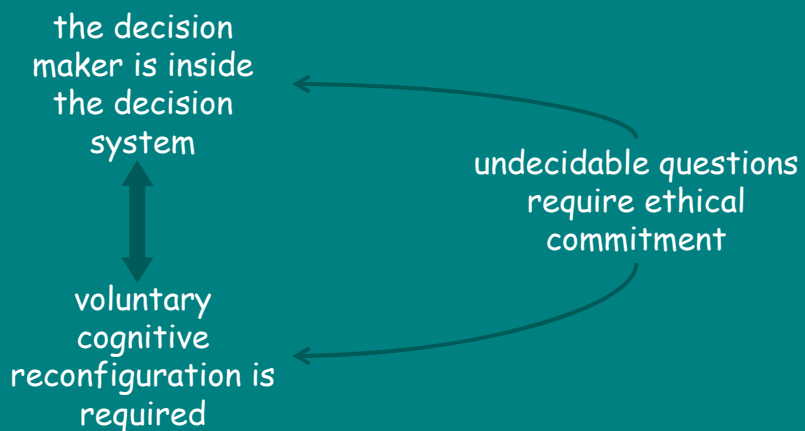 the decision
maker is inside
the decision
system
undecidable questions
require ethical
commitment
voluntary
cognitive
reconfiguration is
required